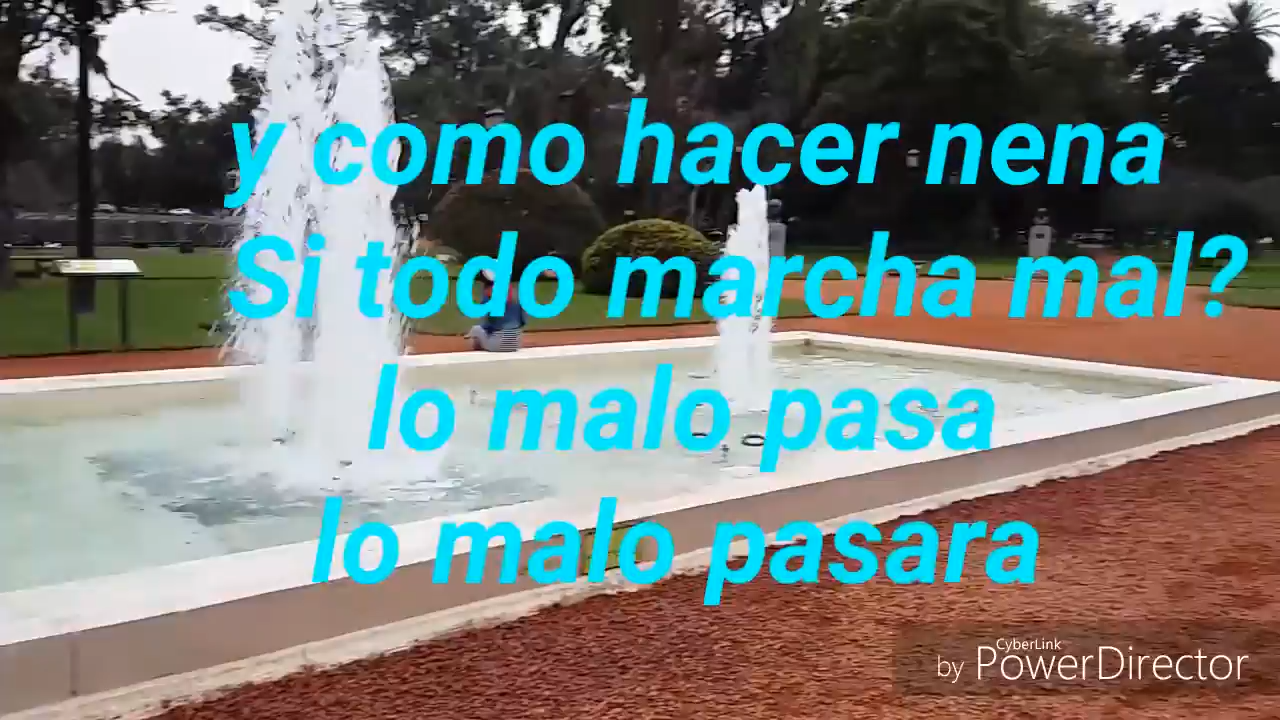 y como hacer nena
Si todo marcha mal?
lo malo pasa
lo malo pasara
CyberLink
by PowerDirector